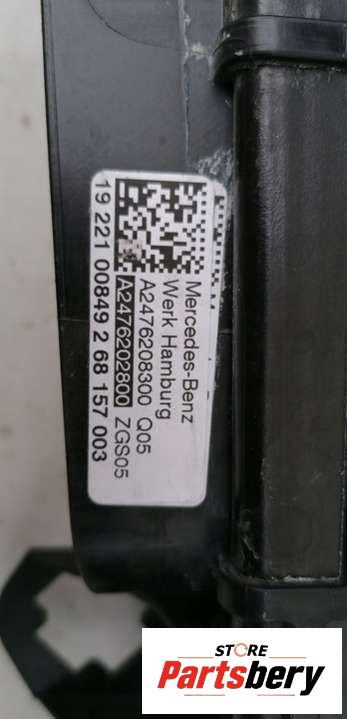 Mercedes-Benz
Werk Hamburg
A2476208300 Q05
A2476202800 ZGS05
19 221 00849 2 68 157 003
STORE
Partsbery